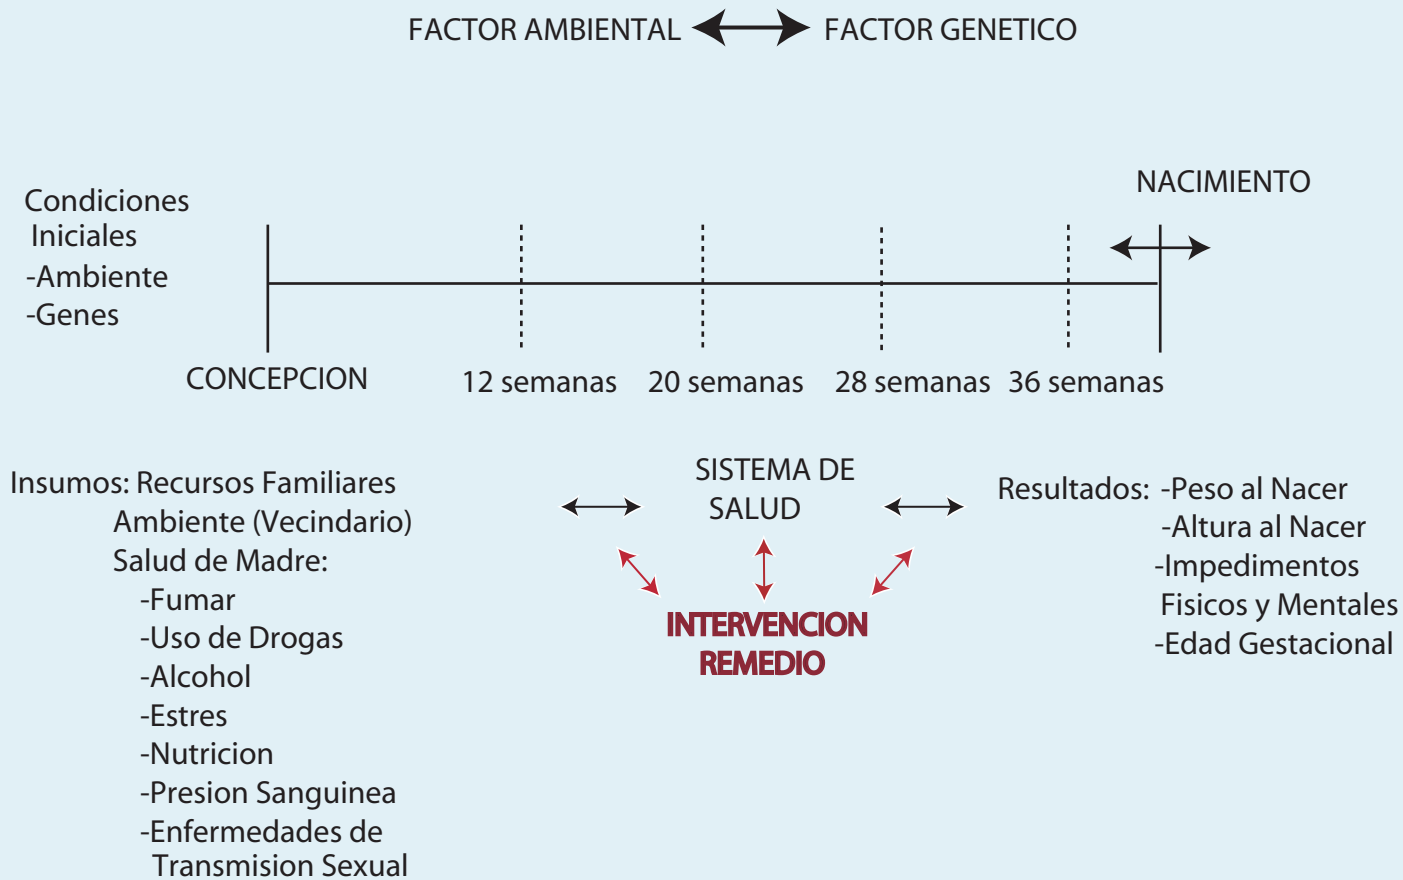 FACTOR AMBIENTAL FACTOR GENETICO
NACIMIENTO
Condiciones
Iniciales
-Ambiente
-Genes
CONCEPCION
12 semanas
20 semanas
28 semanas
36 semanas
Insumos: Recursos Familiares
Ambiente (Vecindario)
Salud de Madre:
-Fumar
-Uso de Drogas
-Alcohol
-Estres
-Nutricion
-Presion Sanguinea
-Enfermedades de
Transmision Sexual
SISTEMA DE
SALUD
INTERVENCION
REMEDIO
Resultados: -Peso al Nacer
-Altura al Nacer
-Impedimentos
Fisicos y Mentales
-Edad Gestacional